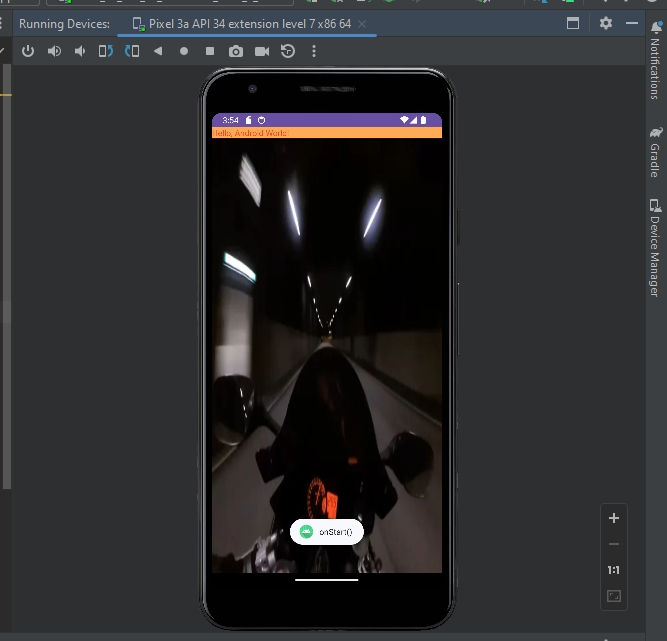 Running Devices:
Pixel 3a API 34 extension level 7 x86 64
Notifications
Gradle
Device Manager
3:54
Hello, Android World!
onStart()
1:1